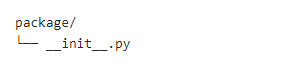 package/
└── __init__.py